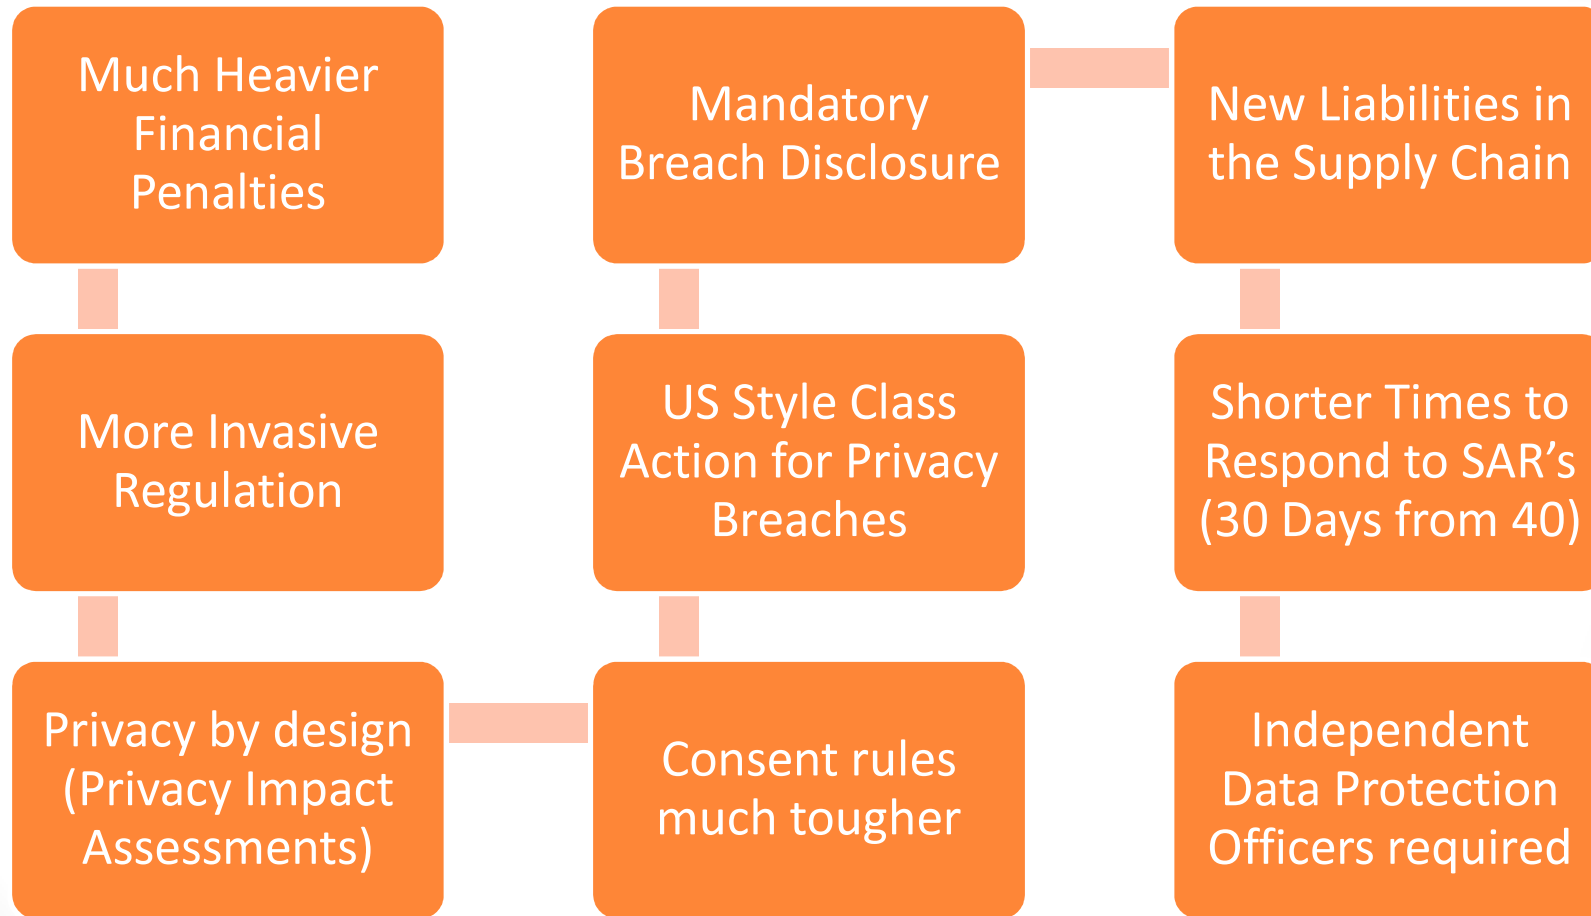 Much Heavier
Financial
Penalties
More Invasive
Regulation
Privacy by design
(Privacy Impact
Assessments)
Consent rules
much tougher
US Style Class
Action for Privacy
Breaches
Mandatory
Breach Disclosure
New Liabilities in
the Supply Chain
Shorter Times to
Respond to SAR’s
(30 Days from 40)
Independent
Data Protection
Officers required